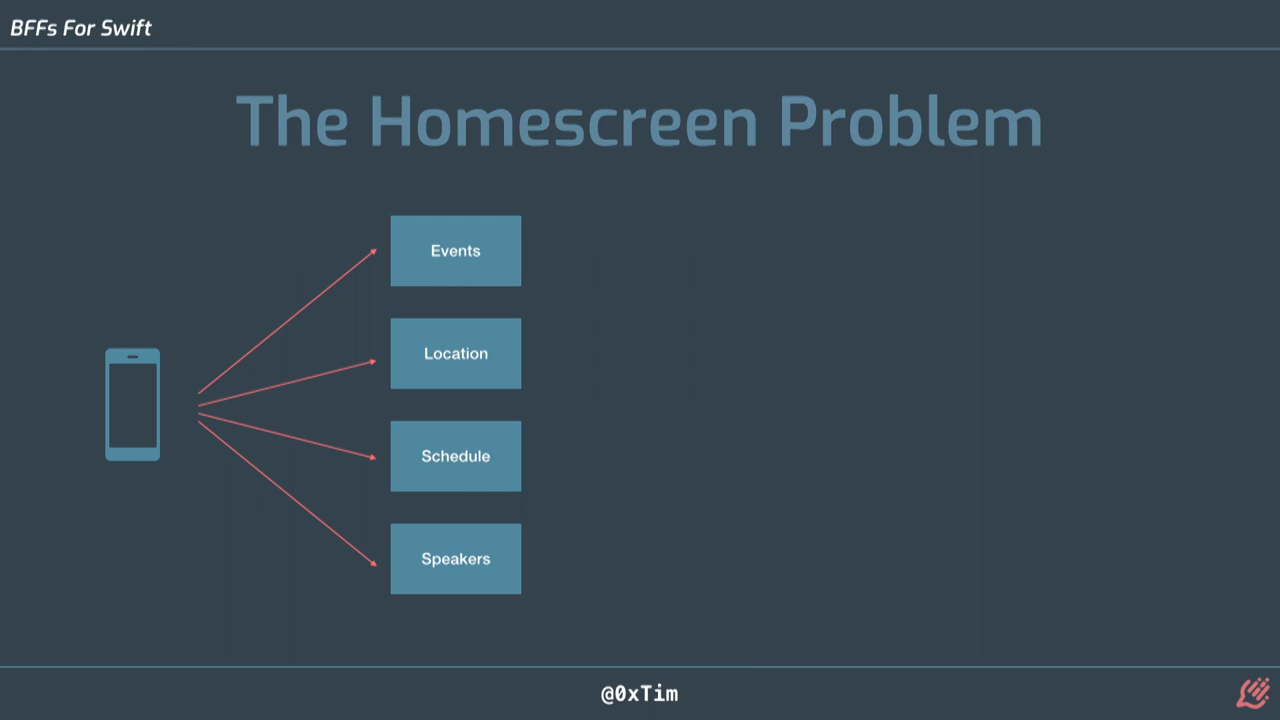 BFFs For Swift
The Homescreen Problem
Events
Location
Schedule
Speakers
@0xTim